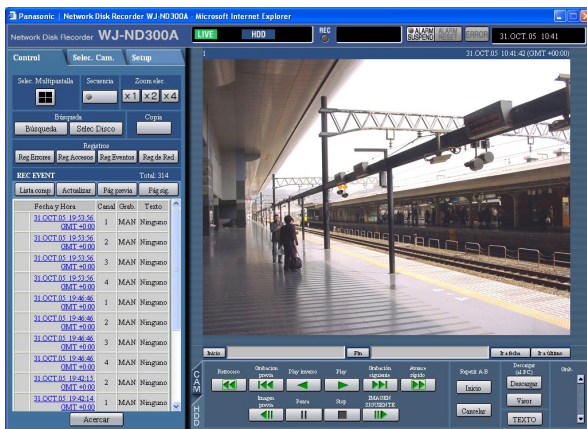 Panasonic | Network Disk Recorder WJ-ND300A - Microsoft Internet Explorer
Network Disk Recorder WJ-ND300A
LIVE HDD REC ALARM SUSPEND ALARM RESET ERROR 31.OCT.05 10:41
Control Selec. Cam. Setup
1 31.OCT.05 10:41:42 (GMT +00:00)
Selec. Multipantalla Secuencia Zoom elec.
x1 x2 x4
Búsqueda Copia
Búsqueda Selec Disco
Registros
Reg Errores Reg Accesos Reg Eventos Reg de Red
REC EVENT Total: 314
Lista comp Actualizar Pág previa Pág sig.
Fecha y Hora Canal Grab. Texto
31.OCT.05 19:53:56 GMT +0:00 1 MAN Ninguno
31.OCT.05 19:53:56 GMT +0:00 2 MAN Ninguno
31.OCT.05 19:53:56 GMT +0:00 3 MAN Ninguno
31.OCT.05 19:53:56 GMT +0:00 4 MAN Ninguno
31.OCT.05 19:46:46 GMT +0:00 1 MAN Ninguno
31.OCT.05 19:46:46 GMT +0:00 2 MAN Ninguno
31.OCT.05 19:46:46 GMT +0:00 3 MAN Ninguno
31.OCT.05 19:46:46 GMT +0:00 4 MAN Ninguno
31.OCT.05 19:42:15 GMT +0:00 2 MAN Ninguno
31.OCT.05 19:42:14 GMT +0:00 1 MAN Ninguno
Acercar
Inicio Fin Ir a fecha Ir a último
CAM
HDD
Retroceso Grabacion previa Play inverso Play Grabación siguiente Avance rápido
Imagen previa Pausa Stop IMAGEN SIGUIENTE
Repetir A-B
Inicio
Cancelar
Descargar (al PC)
Descargar
Visor
TEXTO
Grab.